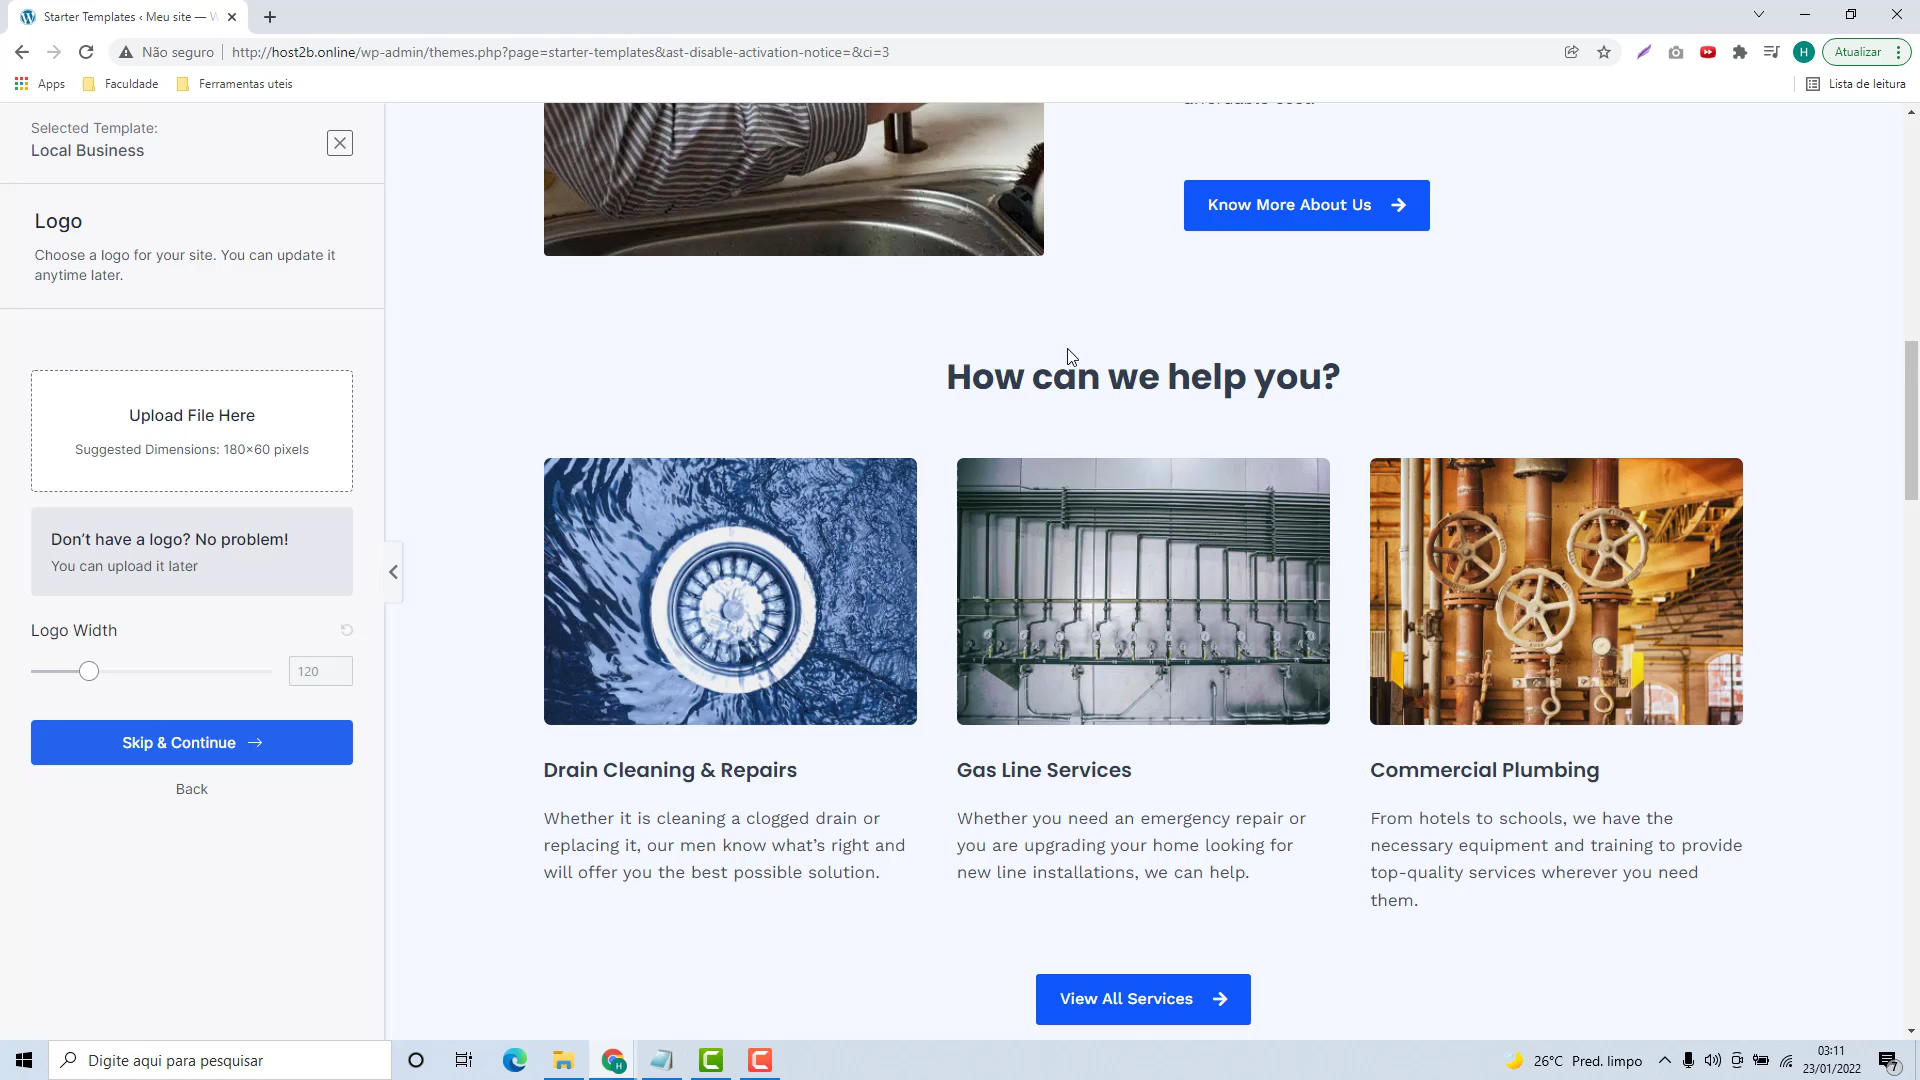 Starter Templates ‹ Meu site — W
Não seguro
http://host2b.online/wp-admin/themes.php?page=starter-templates&ast-disable-activation-notice=&ci=3
H
Atualizar
Apps
Faculdade
Ferramentas uteis
Lista de leitura
Selected Template:
Local Business
Logo
Choose a logo for your site. You can update it
anytime later.
Upload File Here
Suggested Dimensions: 180×60 pixels
Don't have a logo? No problem!
You can upload it later
Logo Width
120
Skip & Continue
Back
Know More About Us
How can we help you?
Drain Cleaning & Repairs
Whether it is cleaning a clogged drain or
replacing it, our men know what's right and
will offer you the best possible solution.
Gas Line Services
Whether you need an emergency repair or
you are upgrading your home looking for
new line installations, we can help.
Commercial Plumbing
From hotels to schools, we have the
necessary equipment and training to provide
top-quality services wherever you need
them.
View All Services
Digite aqui para pesquisar
26°C Pred. limpo
03:11
23/01/2022
7